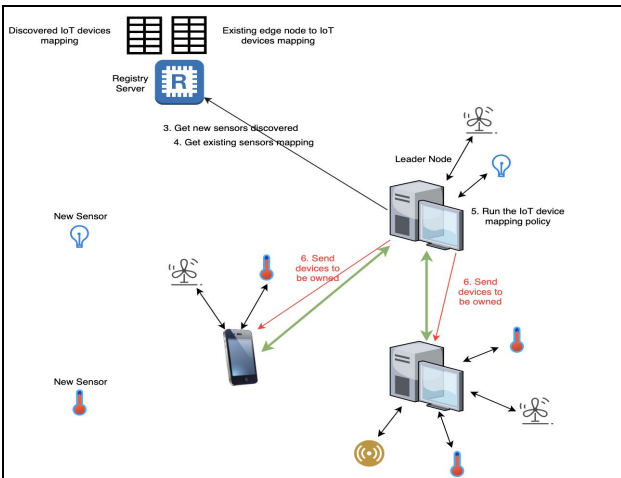 Discovered IoT devices
mapping
Existing edge node to IoT
devices mapping
Registry
Server
R
3. Get new sensors discovered
4. Get existing sensors mapping
Leader Node
New Sensor
5. Run the IoT device
mapping policy
6. Send
devices to
be owned
6. Send
devices to
be owned
New Sensor